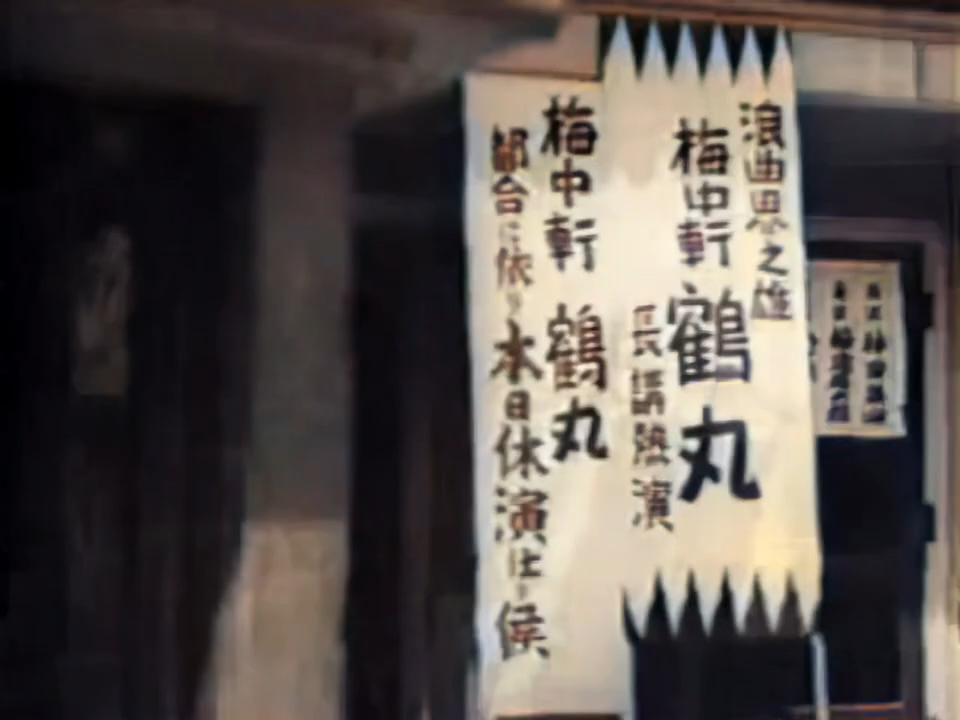 浪曲界之雄
梅中軒 鶴丸
長講熱演
梅中軒 鶴丸
都合に依り本日休演仕り候